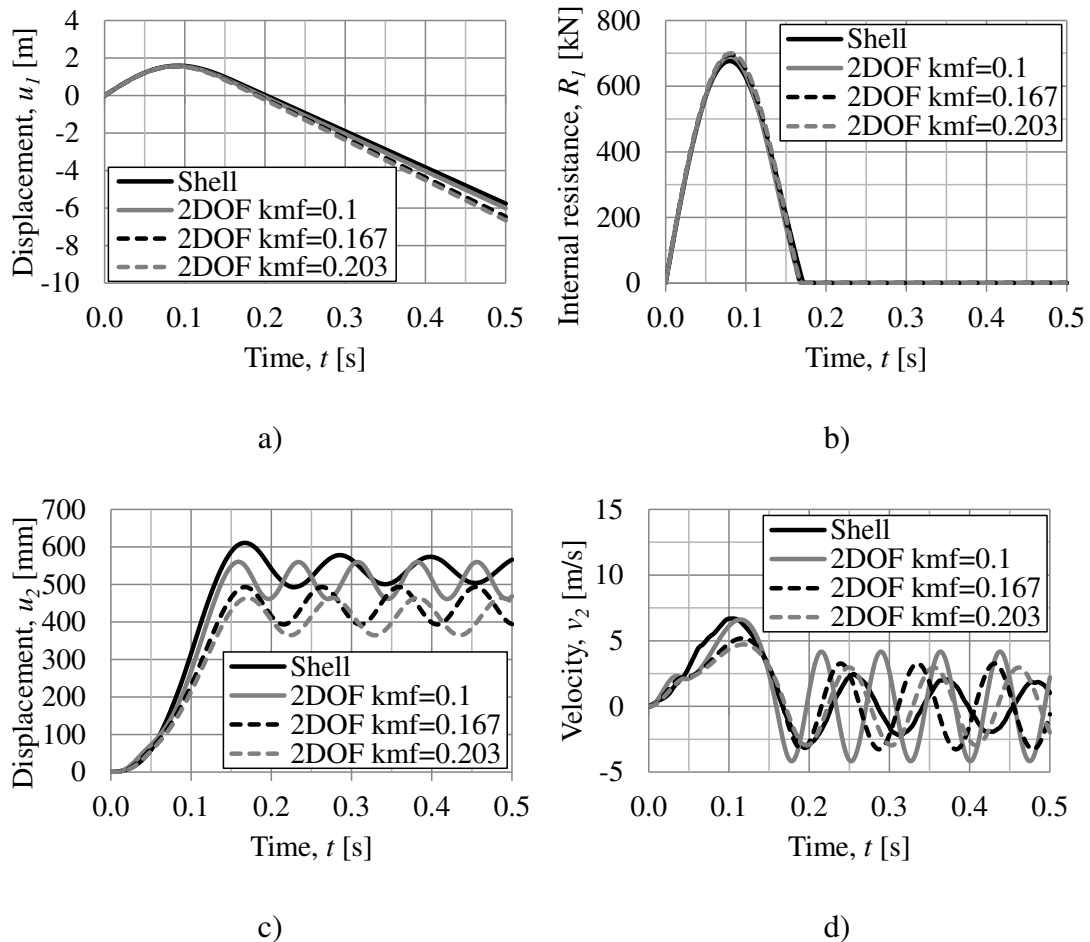 Displacement, u1 [m]
4
2
0
-2
-4
-6
-8
-10
Shell
2DOF kmf=0.1
2DOF kmf=0.167
2DOF kmf=0.203
0.0 0.1 0.2 0.3 0.4 0.5
Time, t [s]
a)
Internal resistance, R1 [kN]
800
600
400
200
0
Shell
2DOF kmf=0.1
2DOF kmf=0.167
2DOF kmf=0.203
0.0 0.1 0.2 0.3 0.4 0.5
Time, t [s]
b)
Displacement, u2 [mm]
700
600
500
400
300
200
100
0
Shell
2DOF kmf=0.1
2DOF kmf=0.167
2DOF kmf=0.203
0.0 0.1 0.2 0.3 0.4 0.5
Time, t [s]
c)
Velocity, v2 [m/s]
15
10
5
0
-5
Shell
2DOF kmf=0.1
2DOF kmf=0.167
2DOF kmf=0.203
0.0 0.1 0.2 0.3 0.4 0.5
Time, t [s]
d)